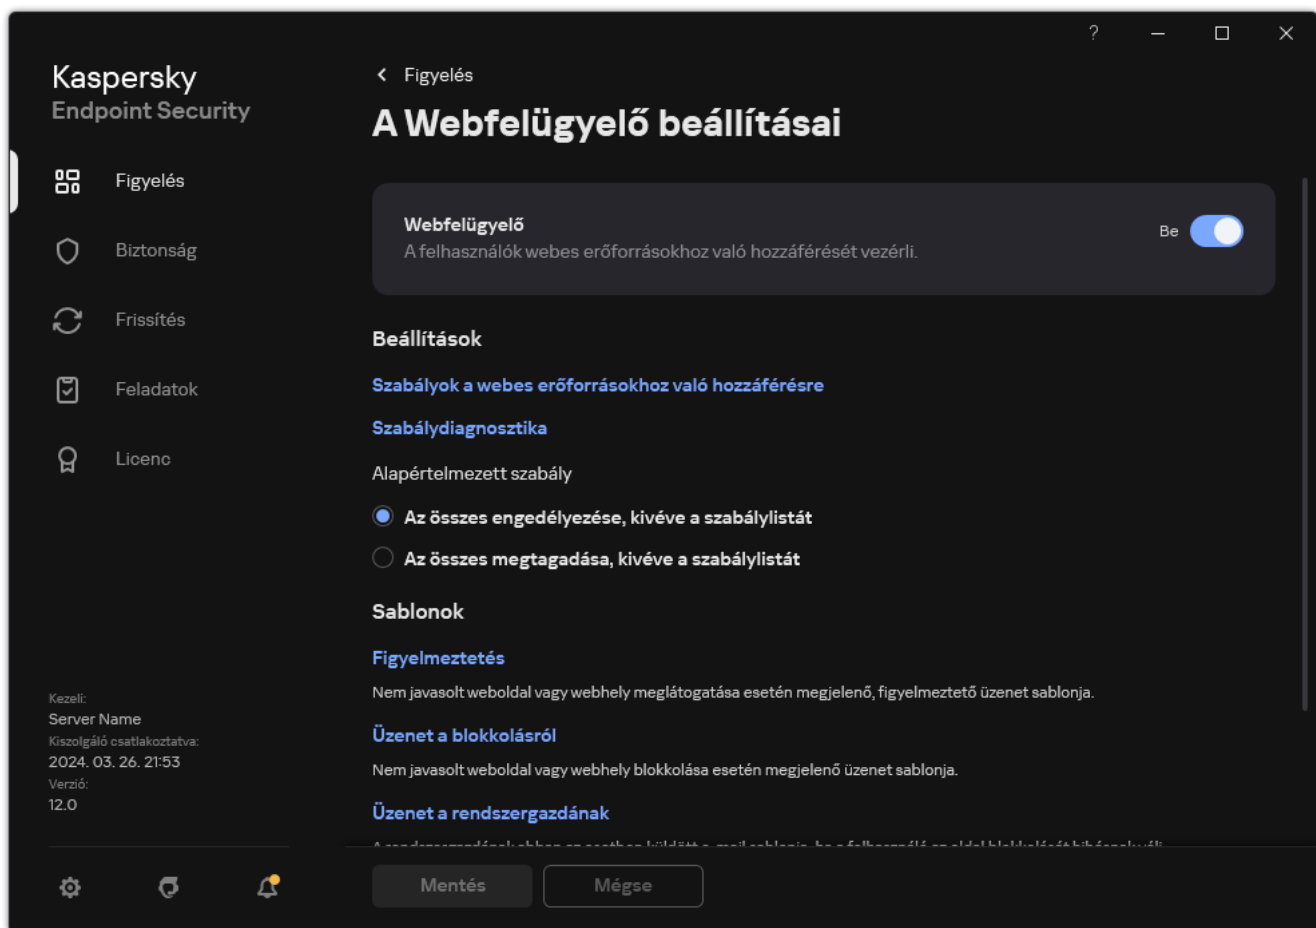 Kaspersky
Endpoint Security
Figyelés
Biztonság
Frissítés
Feladatok
Licenc
Kezeli:
Server Name
Kiszolgáló csatlakoztatva:
2024. 03. 26. 21:53
Verzió:
12.0
?
Figyelés
A Webfelügyelő beállításai
Webfelügyelő
A felhasználók webes erőforrásokhoz való hozzáférését vezérli.
Be
Beállítások
Szabályok a webes erőforrásokhoz való hozzáférésre
Szabálydiagnosztika
Alapértelmezett szabály
Az összes engedélyezése, kivéve a szabálylistát
Az összes megtagadása, kivéve a szabálylistát
Sablonok
Figyelmeztetés
Nem javasolt weboldal vagy webhely meglátogatása esetén megjelenő, figyelmeztető üzenet sablonja.
Üzenet a blokkolásról
Nem javasolt weboldal vagy webhely blokkolása esetén megjelenő üzenet sablonja.
Üzenet a rendszergazdának
Mentés
Mégse